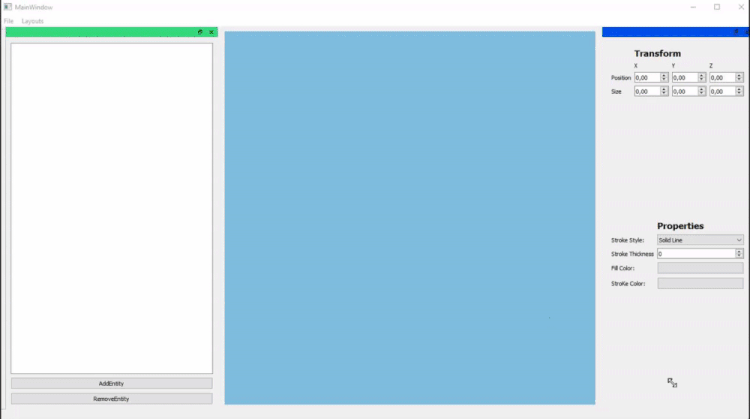 MainWindow
File Layouts
Transform
X Y Z
Position 0,00 0,00 0,00
Size 0,00 0,00 0,00
Properties
Stroke Style: Solid Line
Stroke Thickness 0
Fill Color:
StroKe Color:
AddEntity
RemoveEntity